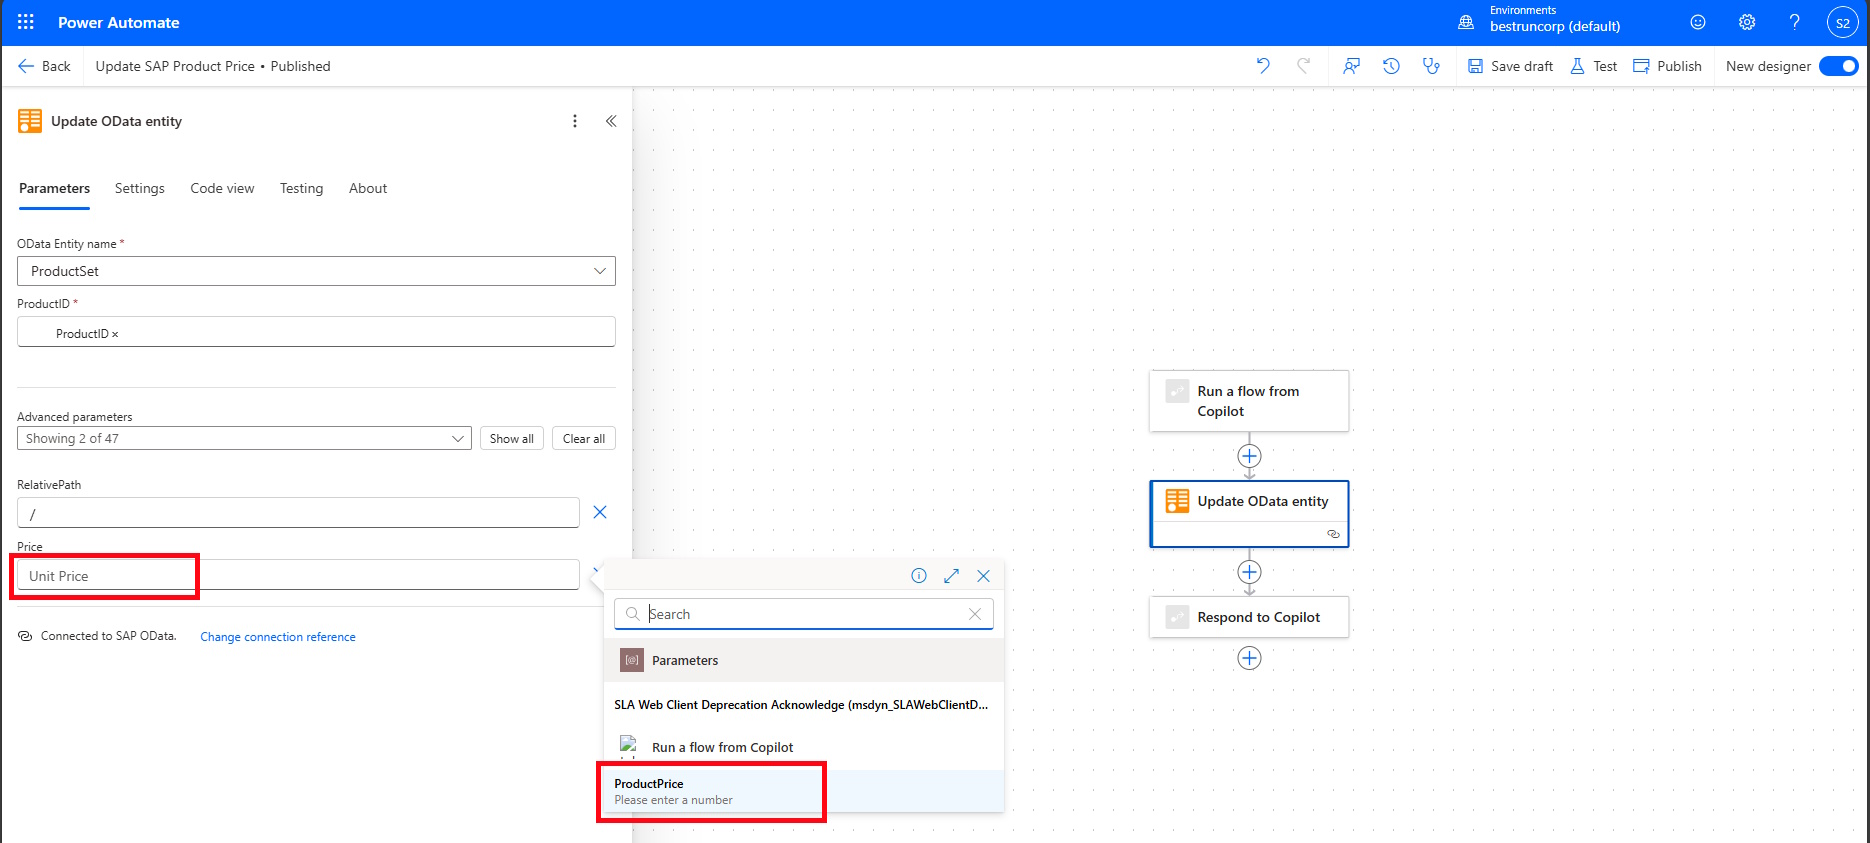 Power Automate
Environments
bestruncorp (default)
S2
Back
Update SAP Product Price • Published
Save draft
Test
Publish
New designer
Update OData entity
Parameters
Settings
Code view
Testing
About
OData Entity name *
ProductSet
ProductID *
ProductID ×
Advanced parameters
Showing 2 of 47
Show all
Clear all
RelativePath
/
Price
Unit Price
Connected to SAP OData.
Change connection reference
Search
Parameters
SLA Web Client Deprecation Acknowledge (msdyn_SLAWebClientD...
Run a flow from Copilot
ProductPrice
Please enter a number
Run a flow from
Copilot
Update OData entity
Respond to Copilot